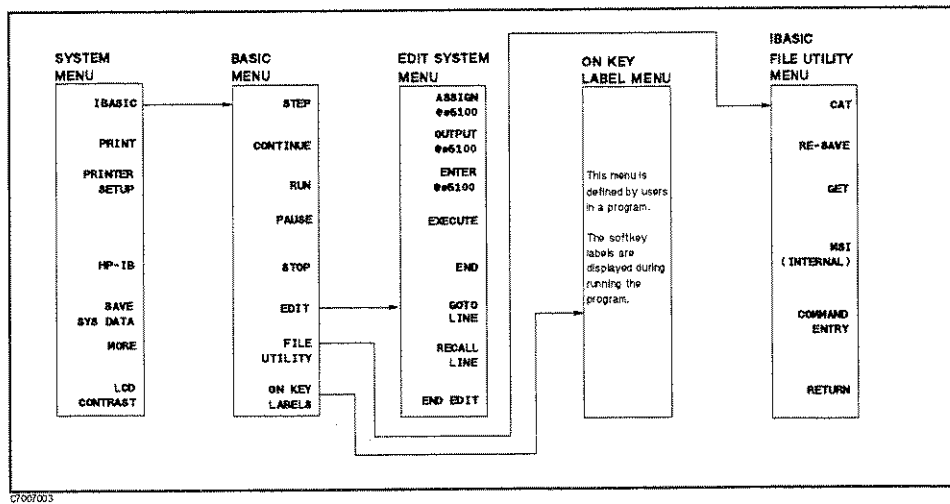 SYSTEM
MENU
IBASIC
PRINT
PRINTER
SETUP
HP-IB
SAVE
SYS DATA
MORE
LCD
CONTRAST
BASIC
MENU
STEP
CONTINUE
RUN
PAUSE
STOP
EDIT
FILE
UTILITY
ON KEY
LABELS
EDIT SYSTEM
MENU
ASSIGN
@e5100
OUTPUT
@e5100
ENTER
@e5100
EXECUTE
END
GOTO
LINE
RECALL
LINE
END EDIT
ON KEY
LABEL MENU
This menu is
defined by users
in a program.
The softkey
labels are
displayed during
running the
program.
IBASIC
FILE UTILITY
MENU
CAT
RE-SAVE
GET
MSI
(INTERNAL)
COMMAND
ENTRY
RETURN
C7007003